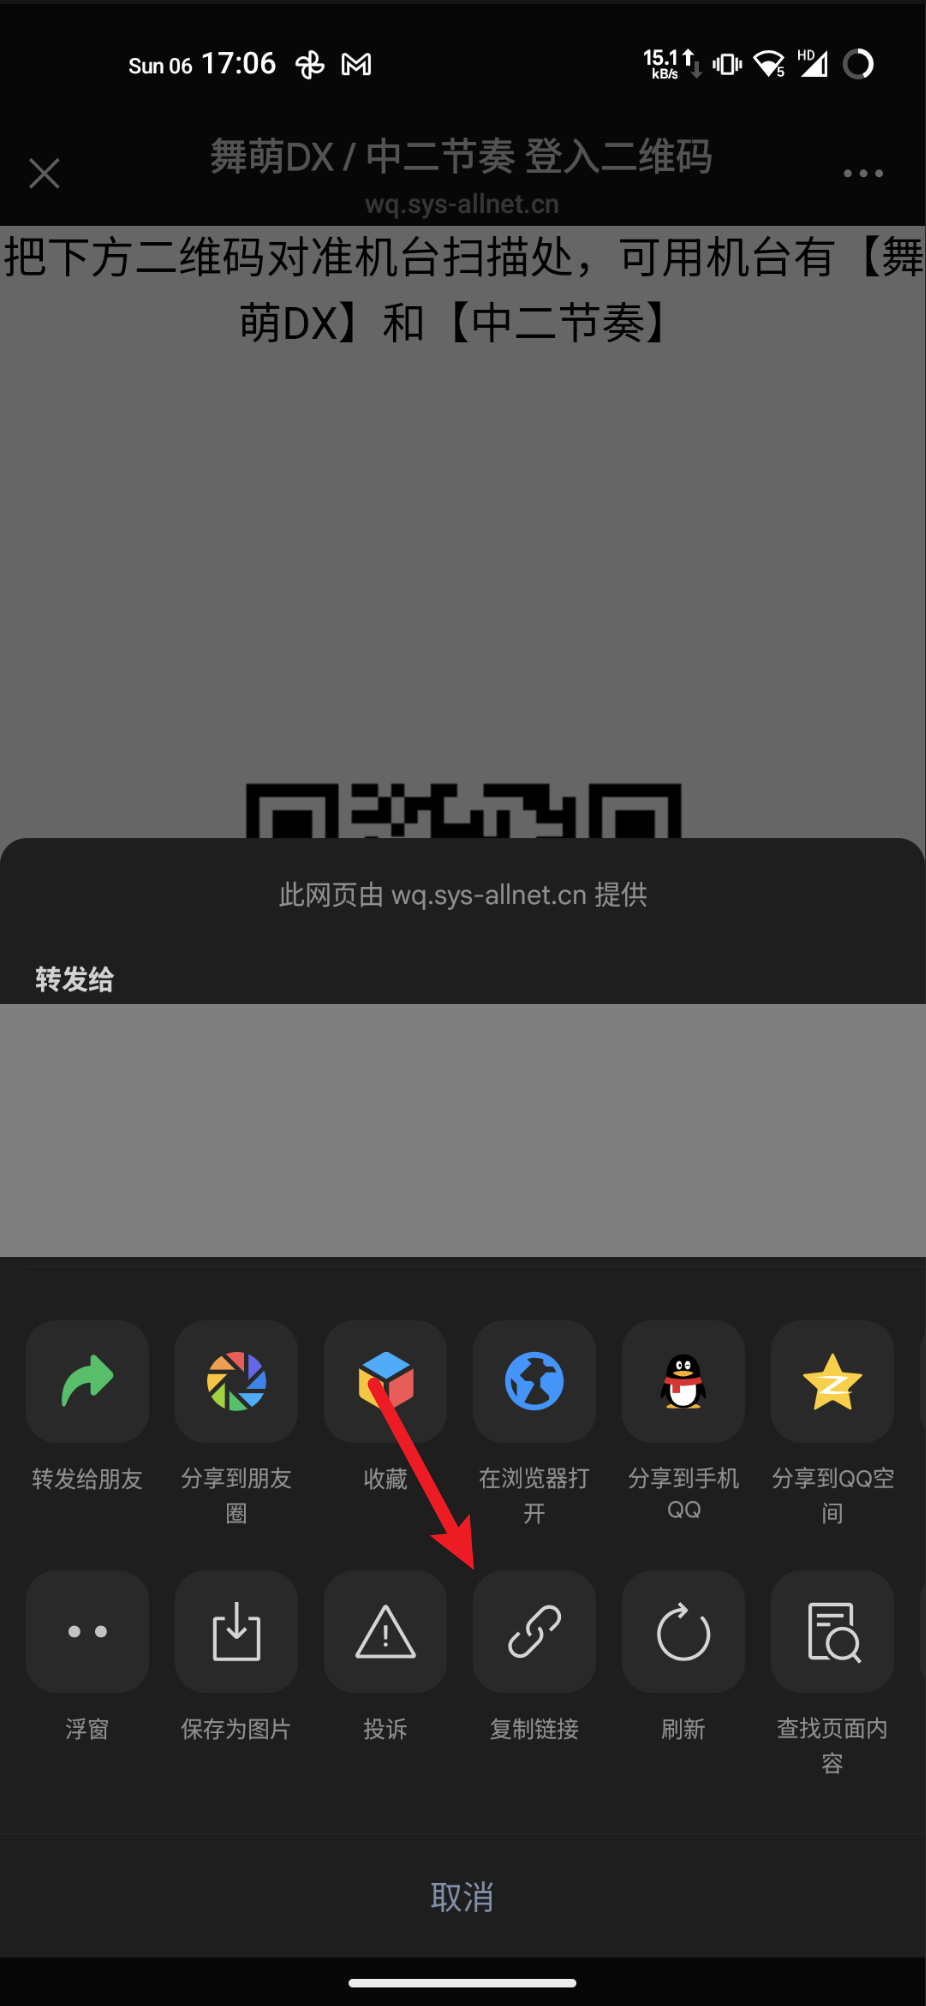 Sun 06 17:06
15.1
kB/s
5
HD
舞萌DX / 中二节奏 登入二维码
wq.sys-allnet.cn
把下方二维码对准机台扫描处，可用机台有【舞
萌DX】和【中二节奏】
此网页由 wq.sys-allnet.cn 提供
转发给
转发给朋友
分享到朋友
圈
收藏
在浏览器打
开
分享到手机
QQ
分享到QQ空
间
浮窗
保存为图片
投诉
复制链接
刷新
查找页面内
容
取消